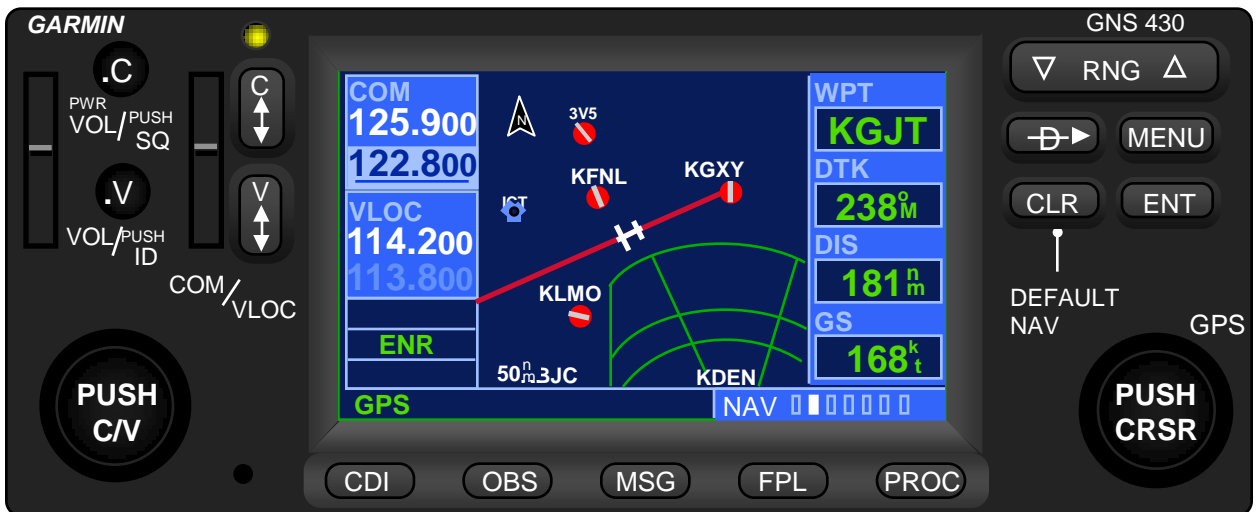 GARMIN
GNS 430
.C
PWR
VOL/PUSH
SQ
.V
VOL/PUSH
ID
C
V
COM/VLOC
PUSH
C/V
COM
125.900
122.800
VLOC
114.200
113.800
ENR
GPS
N
3V5
KFNL
KGXY
KLMO
50nm
BJC
KDEN
NAV
WPT
KGJT
DTK
238°M
DIS
181nm
GS
168kt
RNG
D
MENU
CLR
ENT
DEFAULT
NAV
GPS
PUSH
CRSR
CDI
OBS
MSG
FPL
PROC